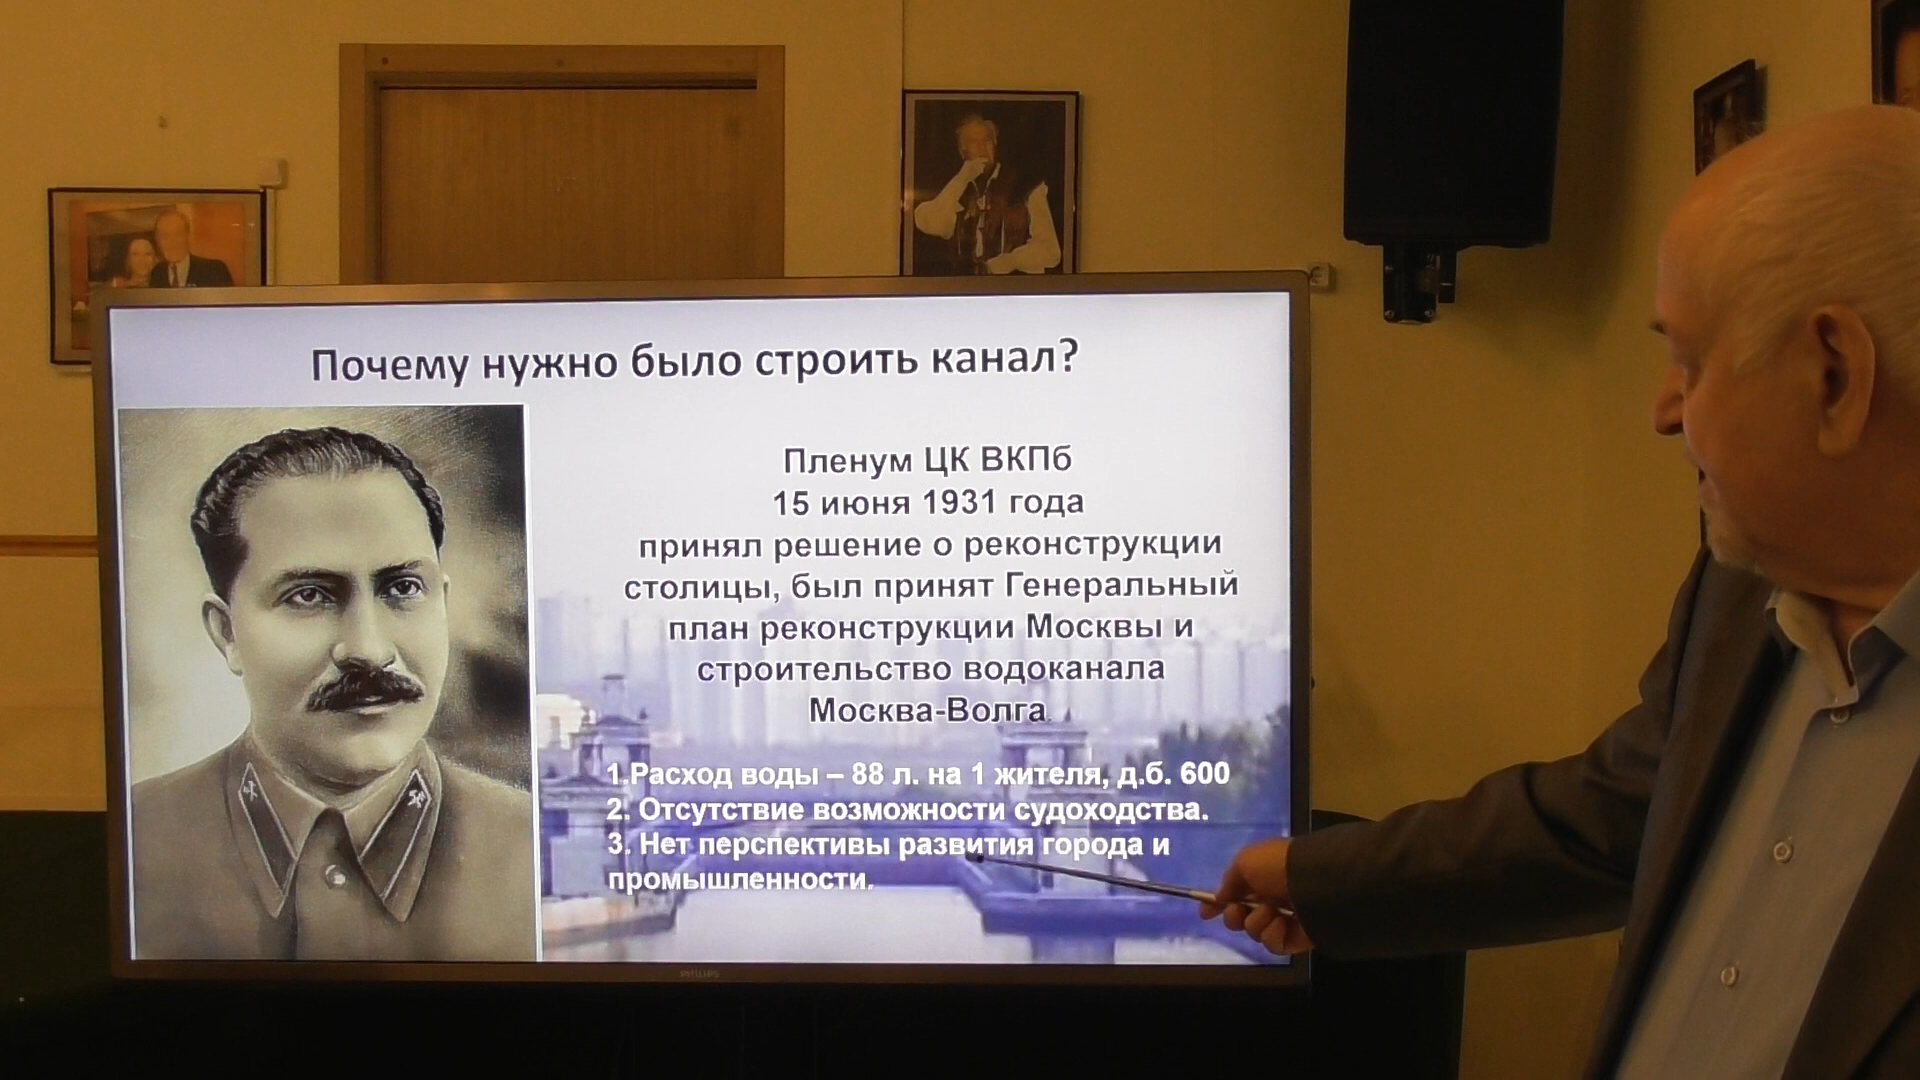 Почему нужно было строить канал?
Пленум ЦК ВКПб
15 июня 1931 года
принял решение о реконструкции
столицы, был принят Генеральный
план реконструкции Москвы и
строительство водоканала
Москва-Волга.
1.Расход воды – 88 л. на 1 жителя, д.б. 600
2. Отсутствие возможности судоходства.
3. Нет перспективы развития города и
промышленности.
PHILIPS